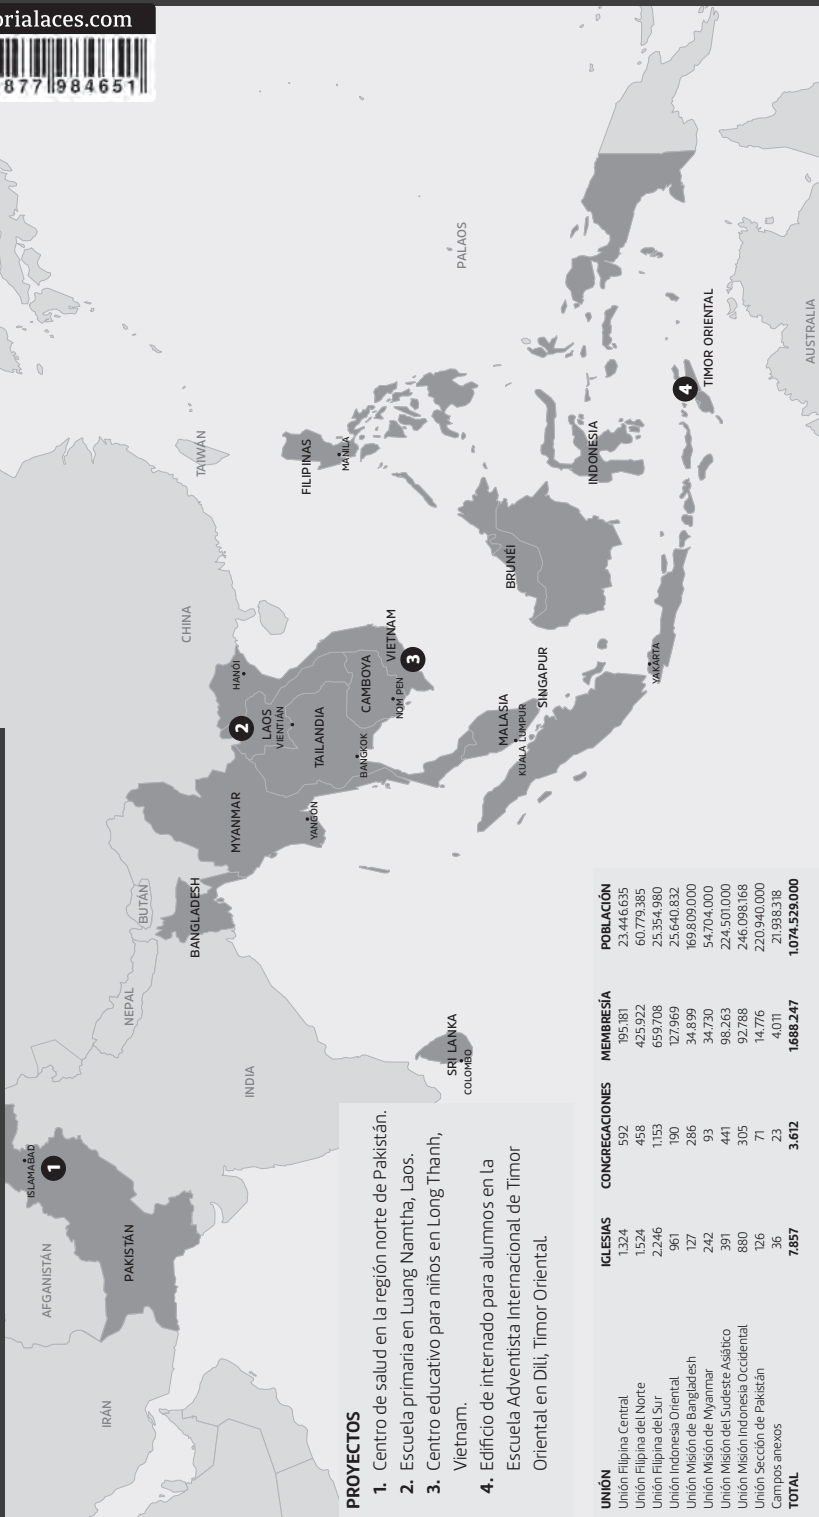 rialaces.com
877 984651
IRÁN
AFGANISTÁN
PAKISTÁN
ISLAMABAD
1
INDIA
NEPAL
BUTÁN
BANGLADESH
SRI LANKA
COLOMBO
MYANMAR
YANGÓN
CHINA
HANÓI
2
LAOS
VIENTIÁN
TAILANDIA
BANGKOK
CAMBOYA
NOM PEN
VIETNAM
3
TAIWÁN
FILIPINAS
MANILA
PALAOS
MALASIA
KUALA LUMPUR
SINGAPUR
BRUNÉI
INDONESIA
YAKARTA
4
TIMOR ORIENTAL
AUSTRALIA
PROYECTOS
1. Centro de salud en la región norte de Pakistán.
2. Escuela primaria en Luang Namtha, Laos.
3. Centro educativo para niños en Long Thanh,
Vietnam.
4. Edificio de internado para alumnos en la
Escuela Adventista Internacional de Timor
Oriental en Dili, Timor Oriental.
UNIÓN IGLESIAS CONGREGACIONES MEMBRESÍA POBLACIÓN
Unión Filipina Central 1.324 592 195.181 23.446.635
Unión Filipina del Norte 1.524 458 425.922 60.779.385
Unión Filipina del Sur 2.246 1.153 659.708 25.354.980
Unión Indonesia Oriental 961 190 127.969 25.640.832
Unión Misión de Bangladesh 127 286 34.899 169.809.000
Unión Misión de Myanmar 242 93 34.730 54.704.000
Unión Misión del Sudeste Asiático 391 441 98.263 224.501.000
Unión Misión Indonesia Occidental 880 305 92.788 246.098.168
Unión Sección de Pakistán 126 71 14.776 220.940.000
Campos anexos 36 23 4.011 21.938.318
TOTAL 7.857 3.612 1.688.247 1.074.529.000